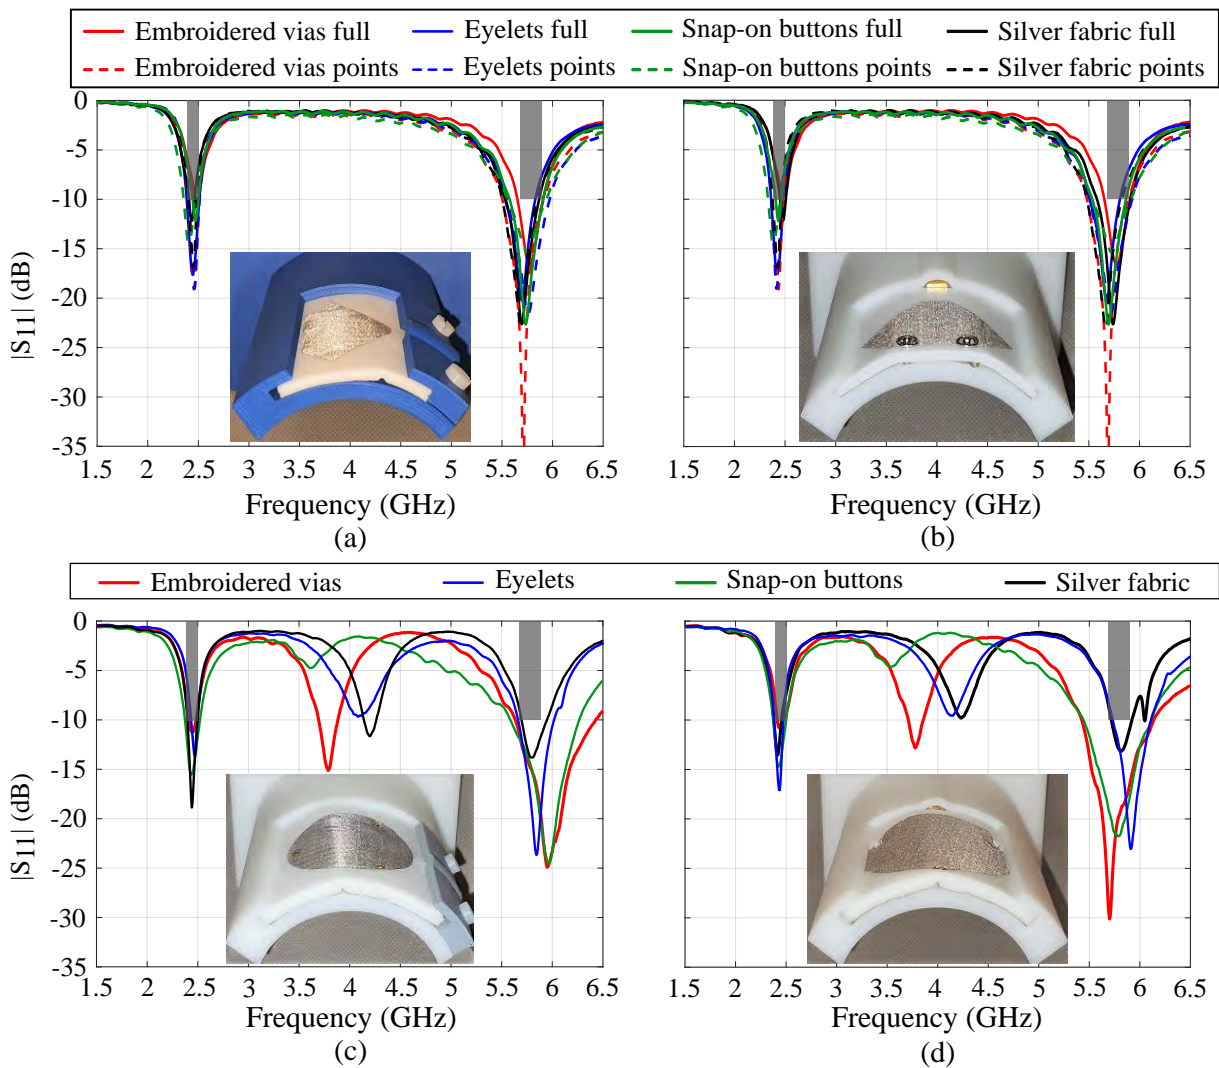 Embroidered vias full Eyelets full Snap-on buttons full Silver fabric full
Embroidered vias points Eyelets points Snap-on buttons points Silver fabric points
0 0
-5 -5
-10 -10
-15 -15
-20 -20
-25 -25
-30 -30
-35 -35
|S11| (dB)
1.5 2 2.5 3 3.5 4 4.5 5 5.5 6 6.5 1.5 2 2.5 3 3.5 4 4.5 5 5.5 6 6.5
Frequency (GHz) Frequency (GHz)
(a) (b)
Embroidered vias Eyelets Snap-on buttons Silver fabric
0 0
-5 -5
-10 -10
-15 -15
-20 -20
-25 -25
-30 -30
-35 -35
|S11| (dB)
1.5 2 2.5 3 3.5 4 4.5 5 5.5 6 6.5 1.5 2 2.5 3 3.5 4 4.5 5 5.5 6 6.5
Frequency (GHz) Frequency (GHz)
(c) (d)